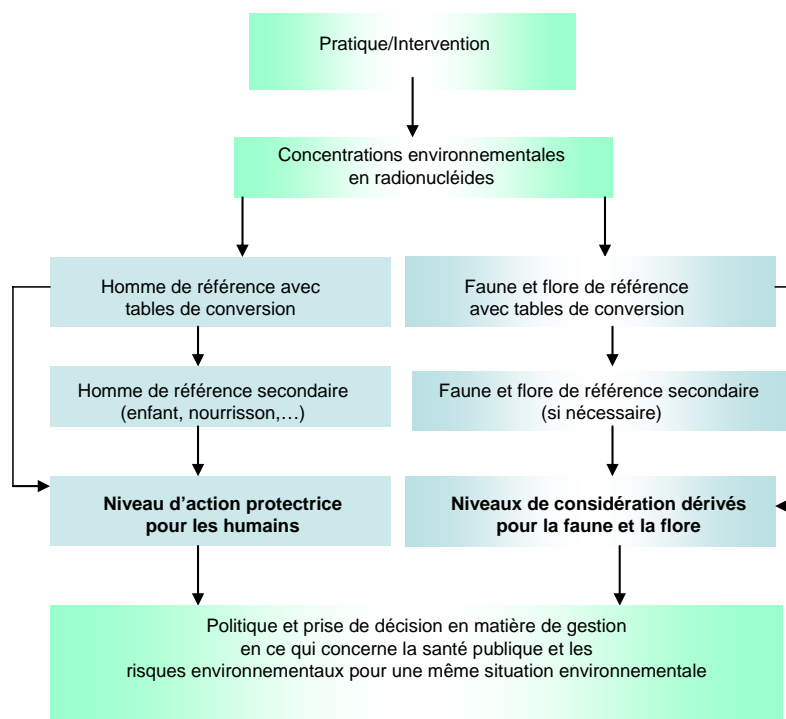 Pratique/Intervention
Concentrations environnementales
en radionucléides
Homme de référence avec
tables de conversion
Faune et flore de référence
avec tables de conversion
Homme de référence secondaire
(enfant, nourrisson,…)
Faune et flore de référence secondaire
(si nécessaire)
Niveau d’action protectrice
pour les humains
Niveaux de considération dérivés
pour la faune et la flore
Politique et prise de décision en matière de gestion
en ce qui concerne la santé publique et les
risques environnementaux pour une même situation environnementale